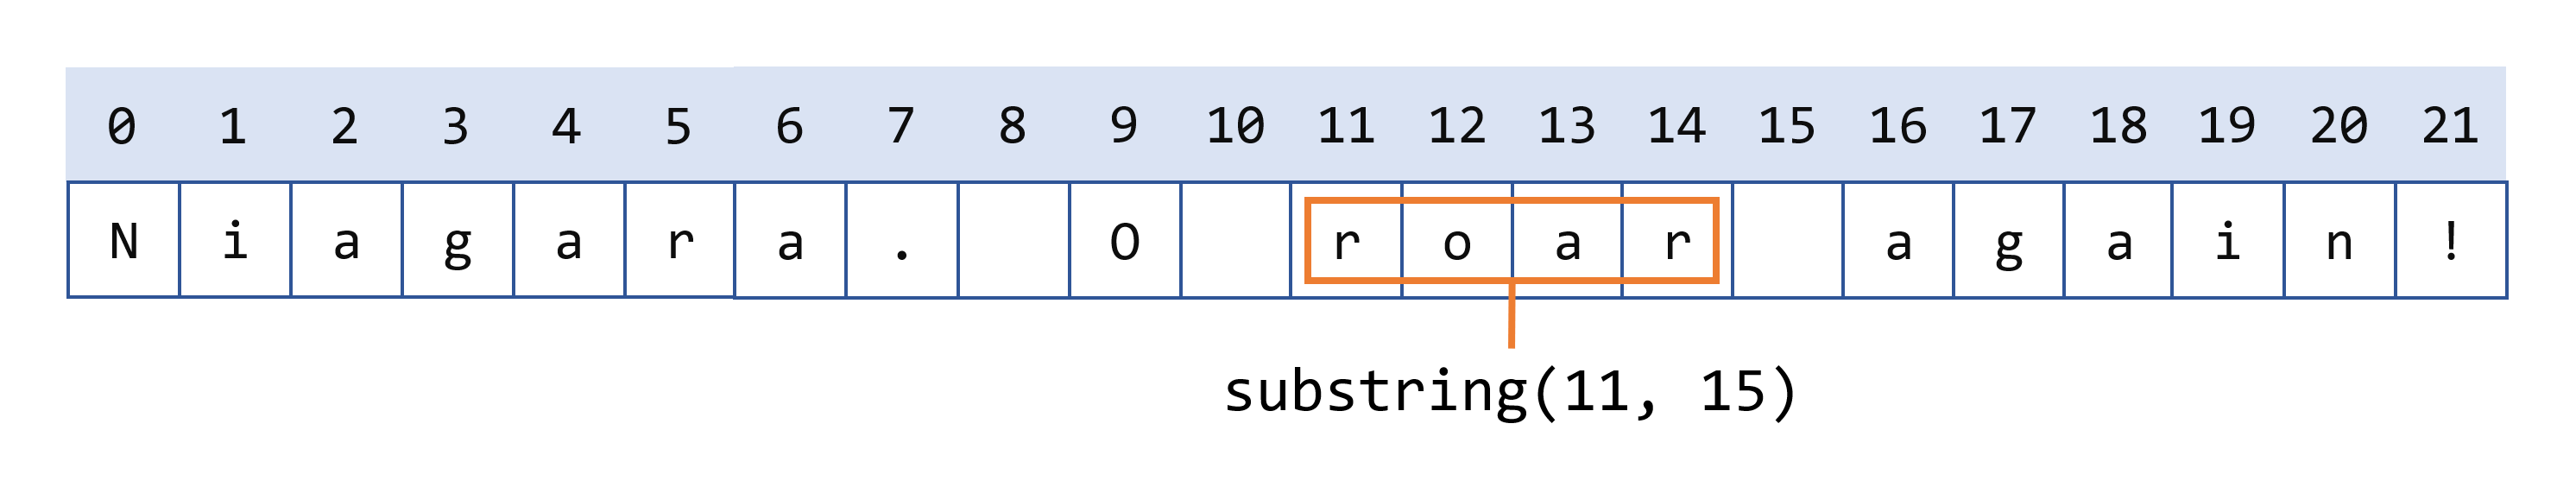 0 1 2 3 4 5 6 7 8 9 10 11 12 13 14 15 16 17 18 19 20 21
N i a g a r a .   O   r o a r   a g a i n !
substring(11, 15)